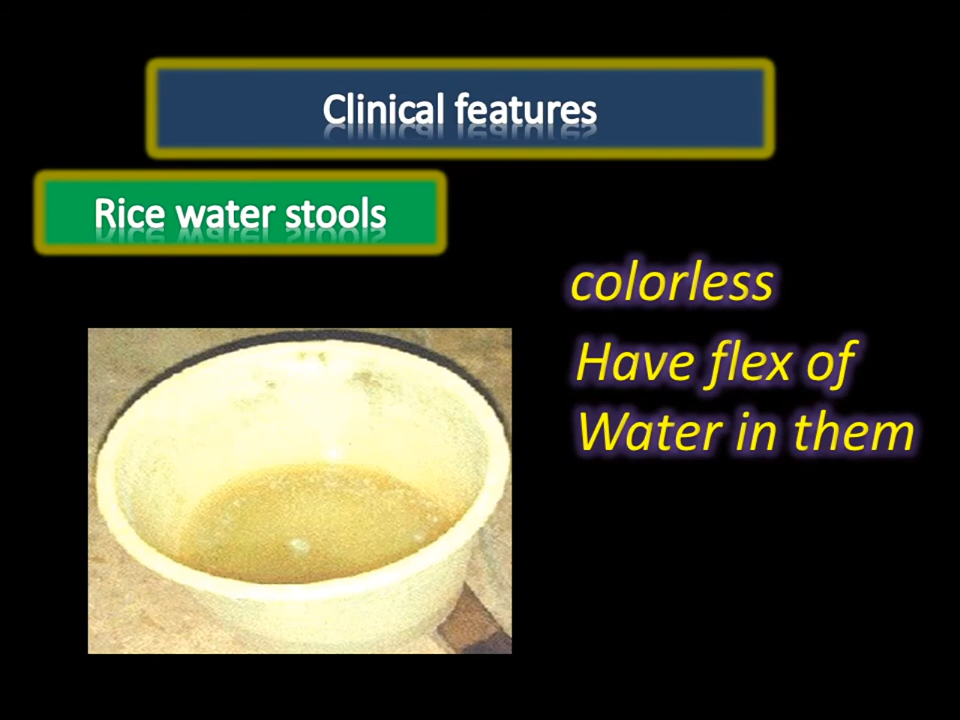 Clinical features
Rice water stools
colorless
Have flex of
Water in them